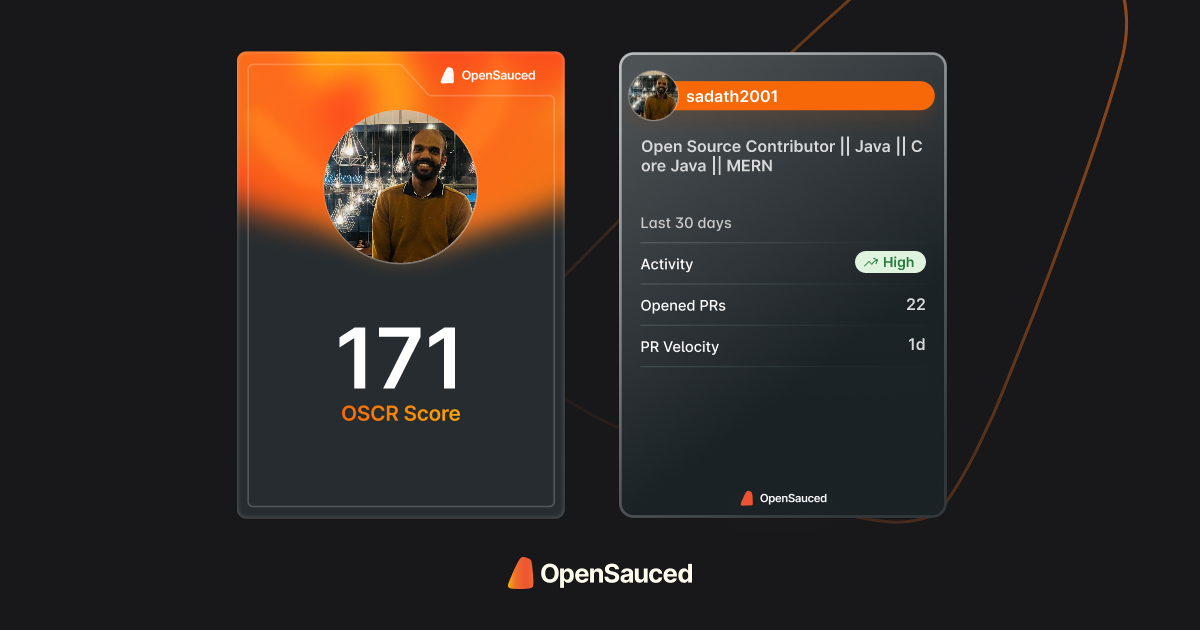 OpenSauced
171
OSCR Score
sadath2001
Open Source Contributor || Java || C
ore Java || MERN
Last 30 days
Activity
High
Opened PRs
22
PR Velocity
1d
OpenSauced
OpenSauced